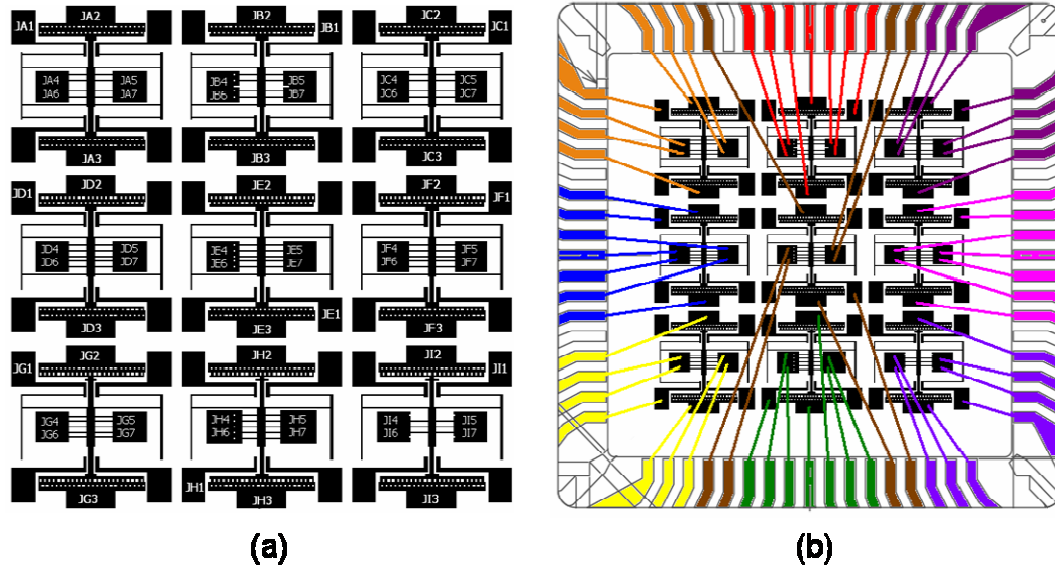 JA1 JA2 JB2 JB1 JC2 JC1
JA4 JA5 JB4 JB5 JC4 JC5
JA6 JA7 JB6 JB7 JC6 JC7
JA3 JB3 JC3
JD1 JD2 JE2 JF2 JF1
JD4 JD5 JE4 JE5 JF4 JF5
JD6 JD7 JE6 JE7 JF6 JF7
JD3 JE3 JE1 JF3
JG1 JG2 JH2 JI2 JI1
JG4 JG5 JH4 JH5 JI4 JI5
JG6 JG7 JH6 JH7 JI6 JI7
JG3 JH1 JH3 JI3
(a) (b)